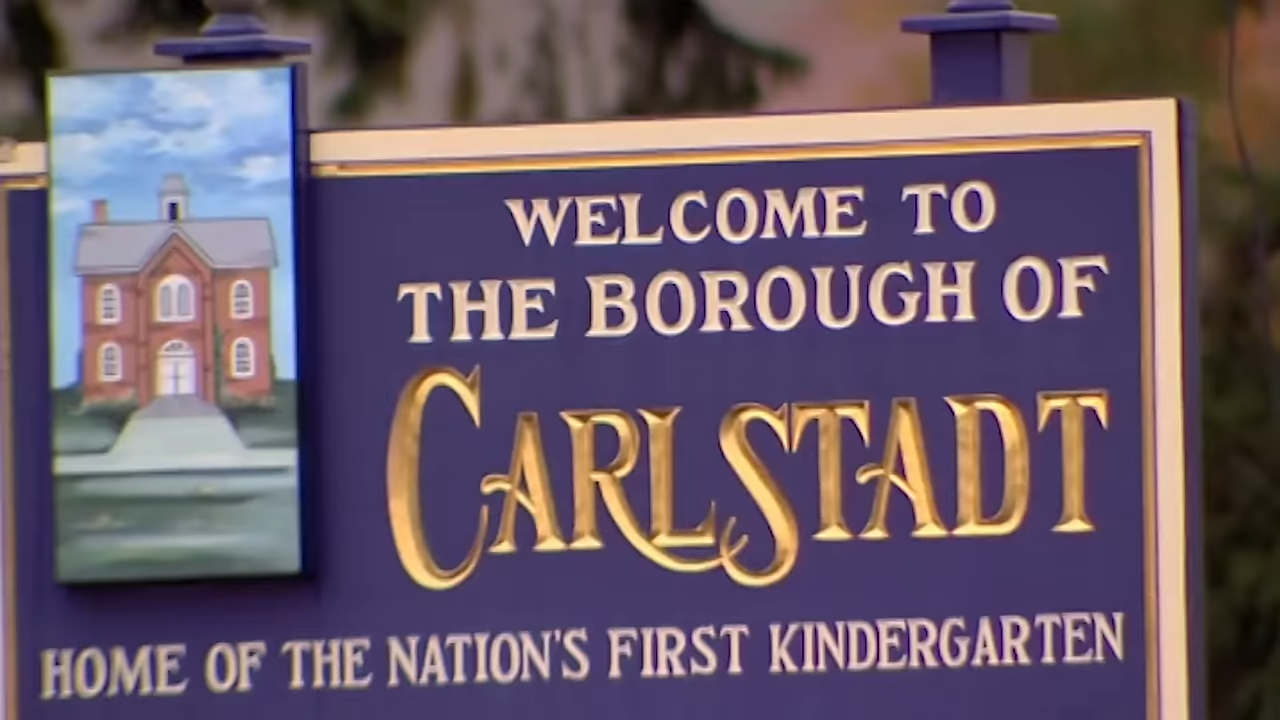 WELCOME TO
THE BOROUGH OF
CARLSTADT
HOME OF THE NATION'S FIRST KINDERGARTEN